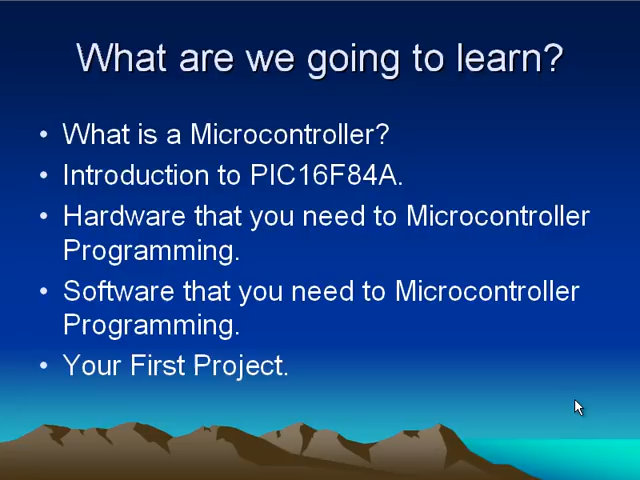 What are we going to learn?
• What is a Microcontroller?
• Introduction to PIC16F84A.
• Hardware that you need to Microcontroller
Programming.
• Software that you need to Microcontroller
Programming.
• Your First Project.